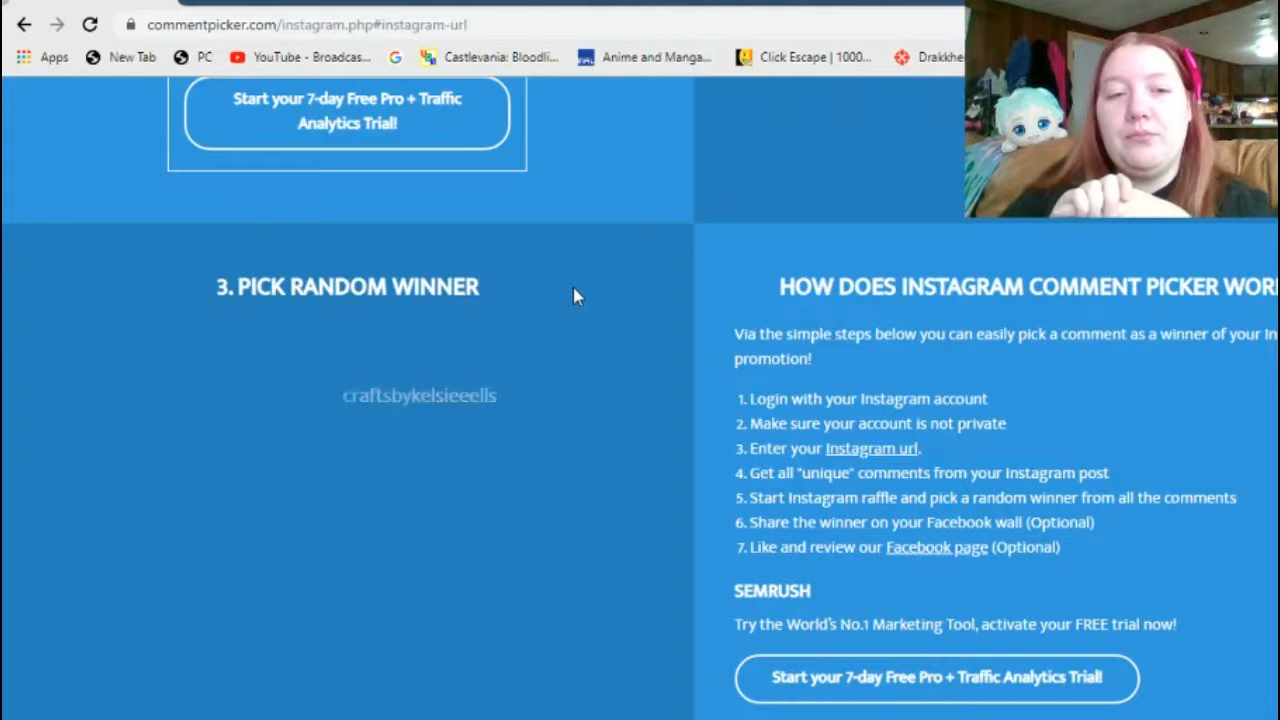 commentpicker.com/instagram.php#instagram-url
Apps
New Tab
PC
YouTube - Broadcas...
Castlevania: Bloodli...
Anime and Manga...
Click Escape | 1000...
Drakkhe
Start your 7-day Free Pro + Traffic
Analytics Trial!
3. PICK RANDOM WINNER
craftsbykelsieeells
HOW DOES INSTAGRAM COMMENT PICKER WOR
Via the simple steps below you can easily pick a comment as a winner of your In
promotion!
1. Login with your Instagram account
2. Make sure your account is not private
3. Enter your Instagram url.
4. Get all "unique" comments from your Instagram post
5. Start Instagram raffle and pick a random winner from all the comments
6. Share the winner on your Facebook wall (Optional)
7. Like and review our Facebook page (Optional)
SEMRUSH
Try the World's No.1 Marketing Tool, activate your FREE trial now!
Start your 7-day Free Pro + Traffic Analytics Trial!